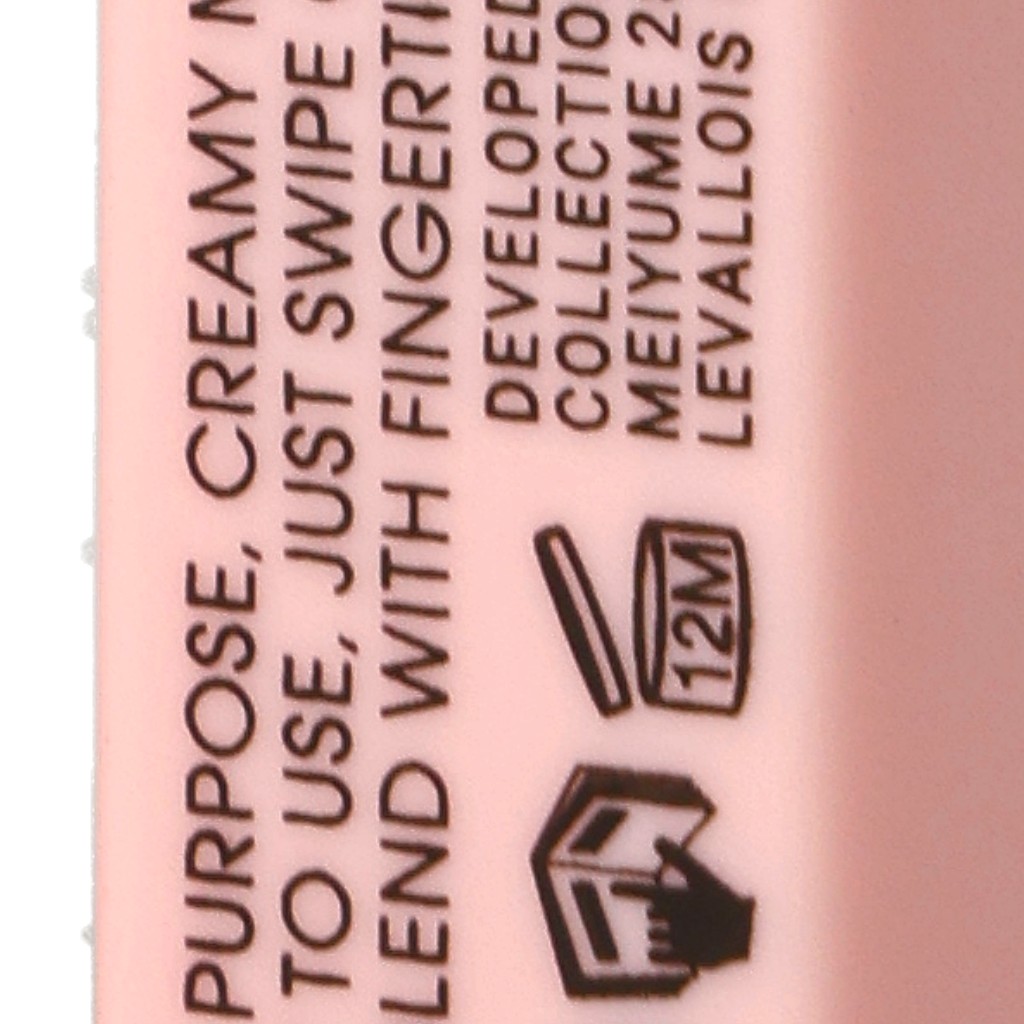 PURPOSE, CREAMY
TO USE, JUST SWIPE
LEND WITH FINGERTI
DEVELOPED
COLLECTIO
MEIYUME 2
LEVALLOIS
12M